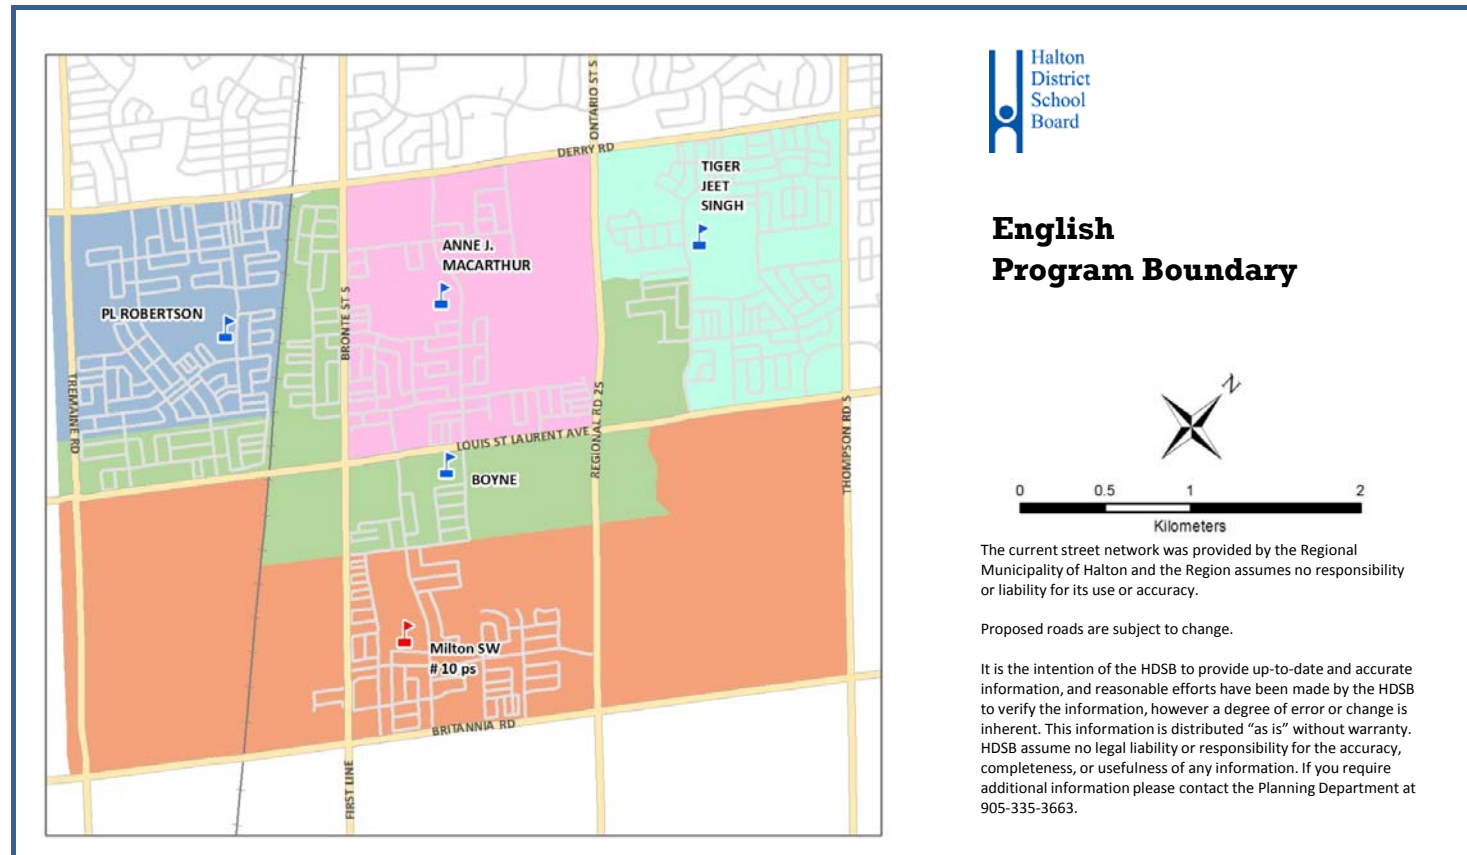 ONTARIO ST S
DERRY RD
TIGER
JEET
SINGH
ANNE J.
MACARTHUR
PL ROBERTSON
BRONTE ST S
TREMAINE RD
REGIONAL RD 25
LOUIS ST LAURENT AVE
THOMPSON RD S
BOYNE
Milton SW
# 10 ps
BRITANNIA RD
FIRST LINE
Halton
District
School
Board
English
Program Boundary
N
0 0.5 1 2
Kilometers
The current street network was provided by the Regional
Municipality of Halton and the Region assumes no responsibility
or liability for its use or accuracy.
Proposed roads are subject to change.
It is the intention of the HDSB to provide up-to-date and accurate
information, and reasonable efforts have been made by the HDSB
to verify the information, however a degree of error or change is
inherent. This information is distributed “as is” without warranty.
HDSB assume no legal liability or responsibility for the accuracy,
completeness, or usefulness of any information. If you require
additional information please contact the Planning Department at
905-335-3663.